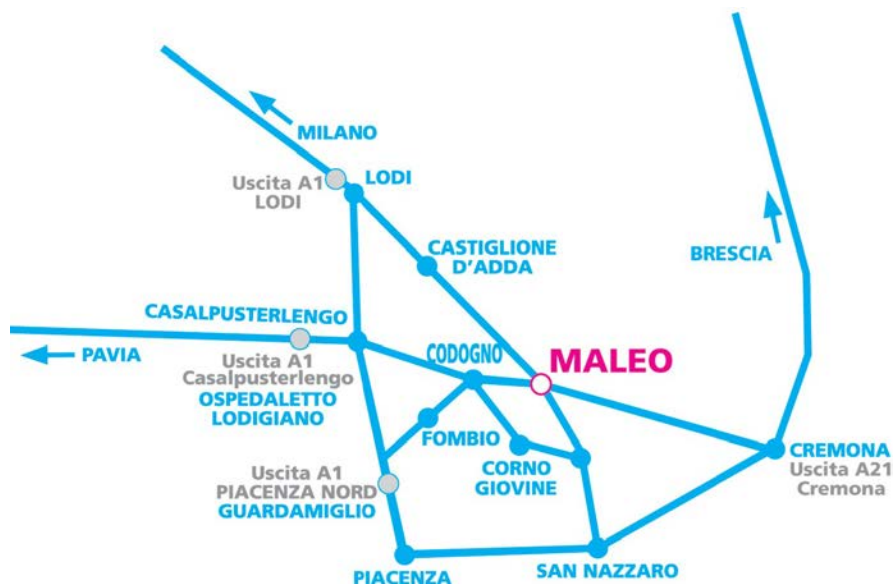 MILANO
Uscita A1
LODI
LODI
CASTIGLIONE
D'ADDA
BRESCIA
CASALPUSTERLENGO
PAVIA
Uscita A1
Casalpusterlengo
OSPEDALETTO
LODIGIANO
CODOGNO
MALEO
FOMBIO
CORNO
GIOVINE
CREMONA
Uscita A21
Cremona
Uscita A1
PIACENZA NORD
GUARDAMIGLIO
PIACENZA
SAN NAZZARO